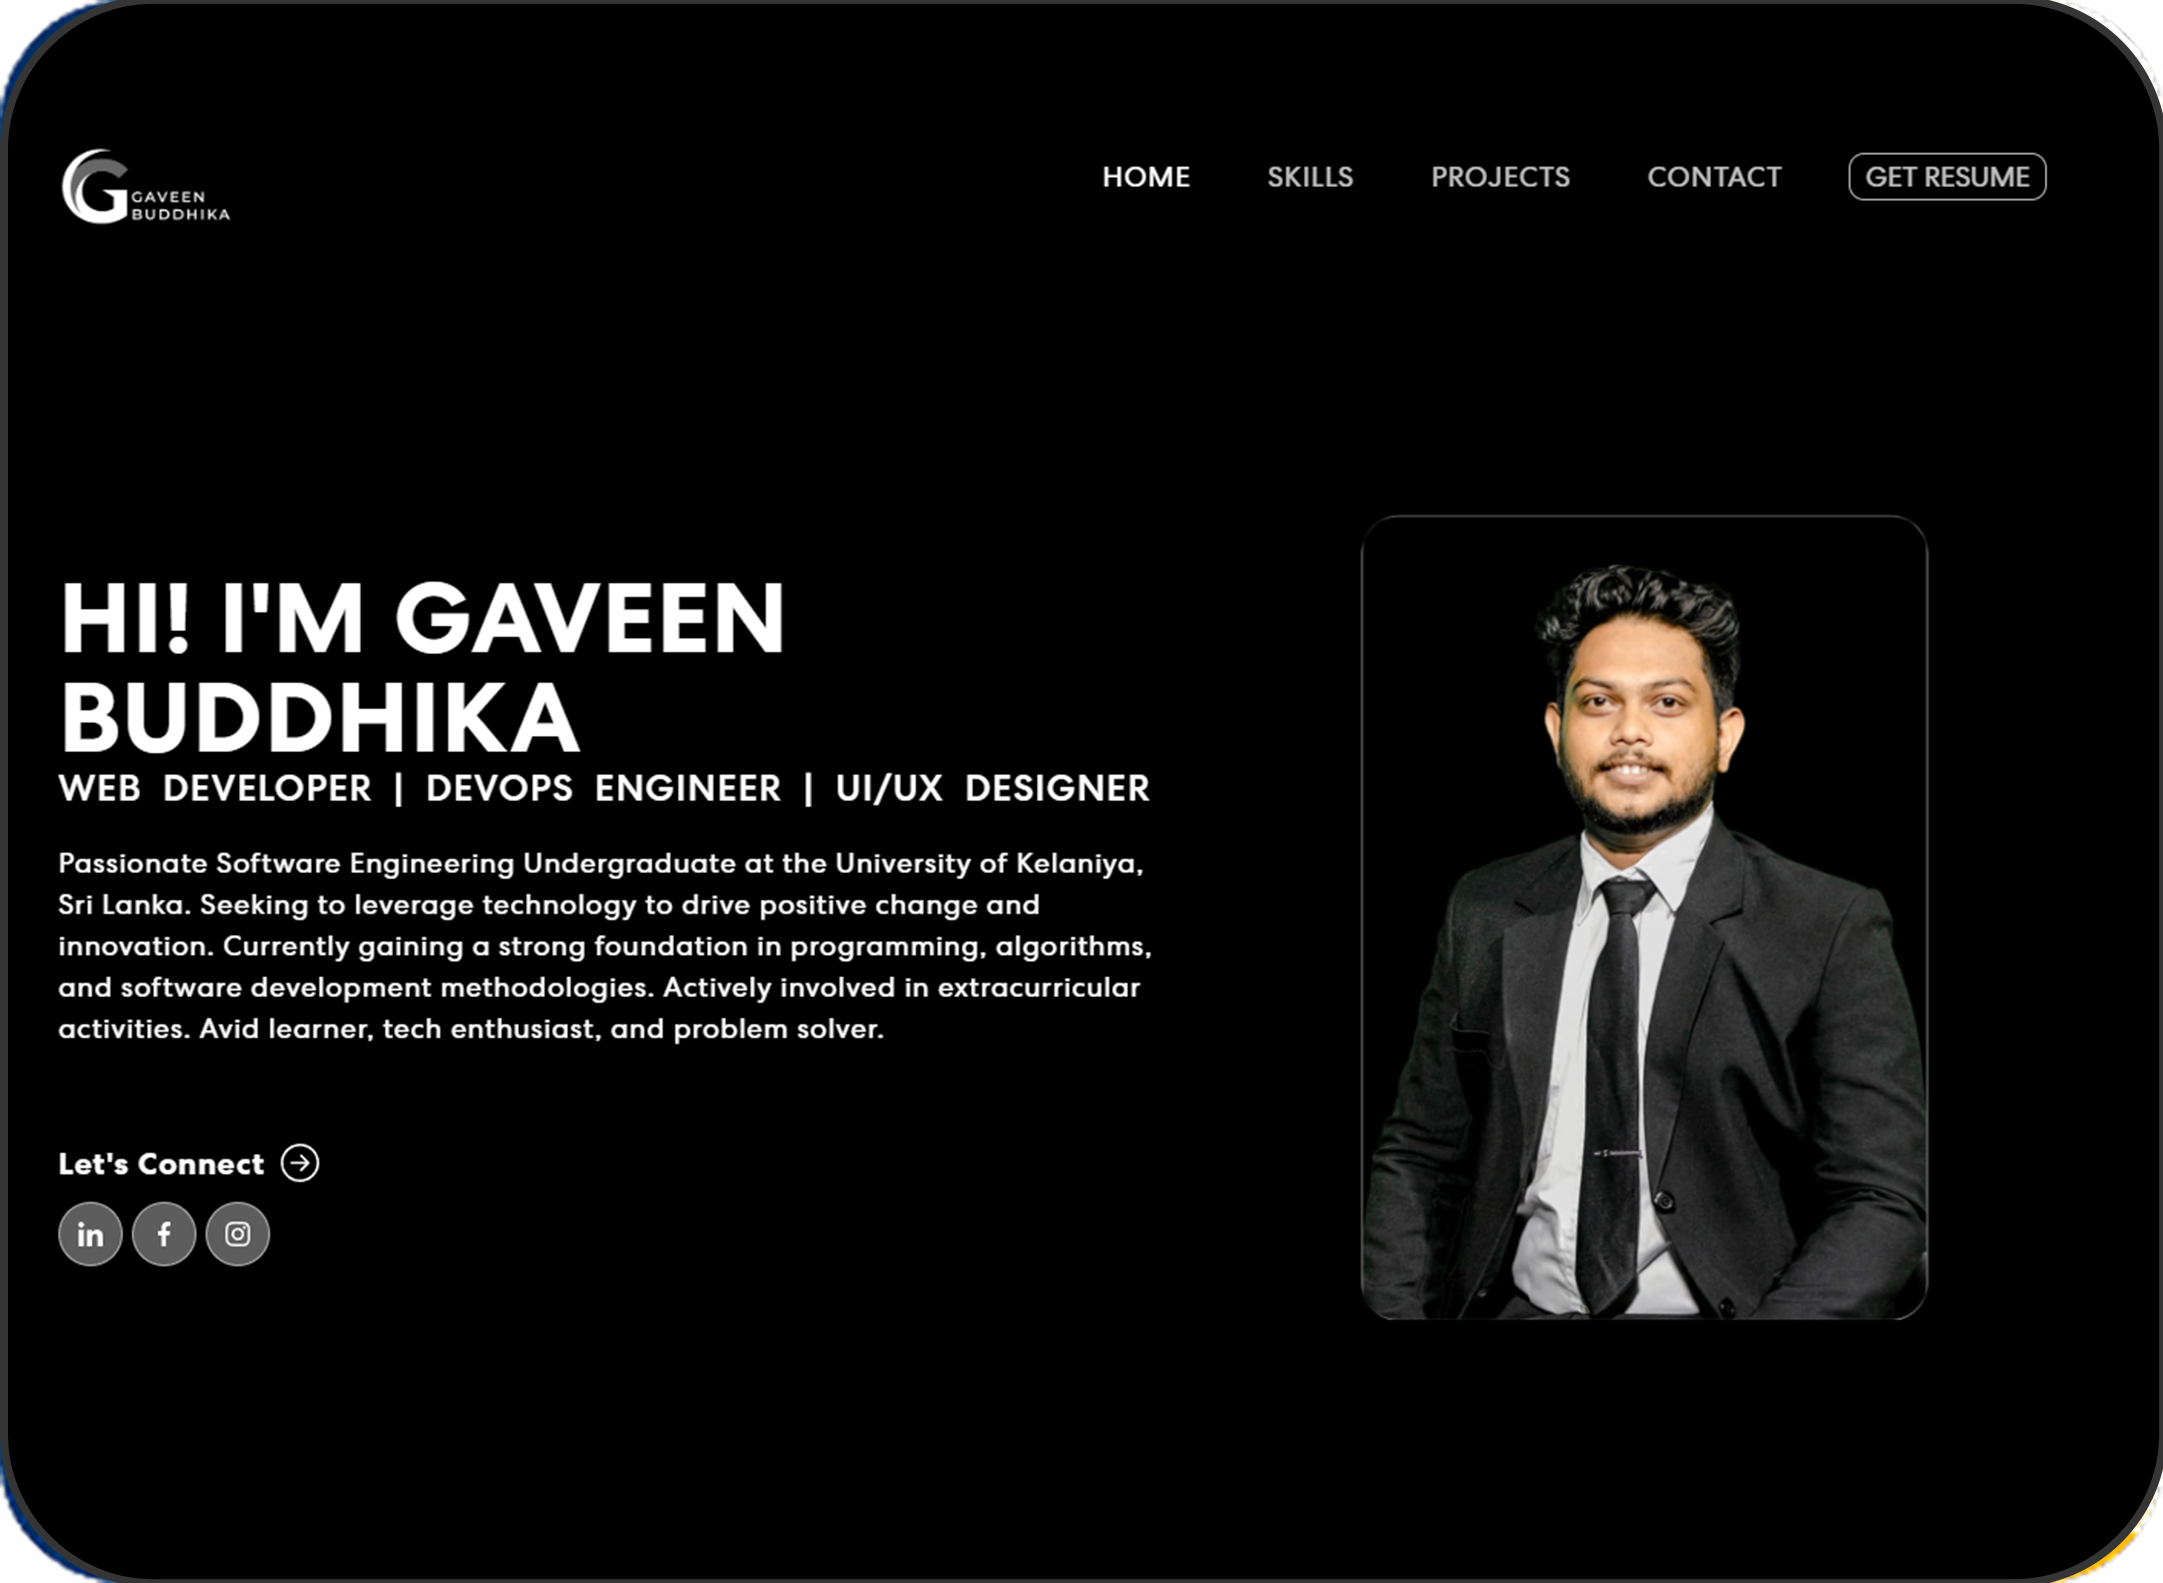 GAVEEN
BUDDHIKA
HOME SKILLS PROJECTS CONTACT GET RESUME
HI! I'M GAVEEN
BUDDHIKA
WEB DEVELOPER | DEVOPS ENGINEER | UI/UX DESIGNER
Passionate Software Engineering Undergraduate at the University of Kelaniya,
Sri Lanka. Seeking to leverage technology to drive positive change and
innovation. Currently gaining a strong foundation in programming, algorithms,
and software development methodologies. Actively involved in extracurricular
activities. Avid learner, tech enthusiast, and problem solver.
Let's Connect